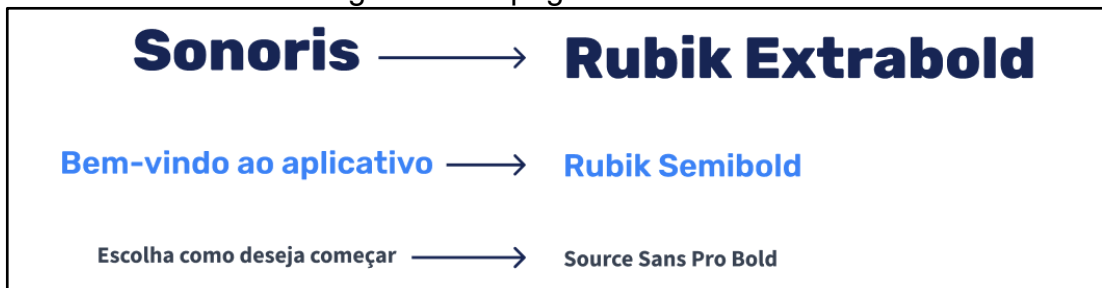 Sonoris → Rubik Extrabold
Bem-vindo ao aplicativo → Rubik Semibold
Escolha como deseja começar → Source Sans Pro Bold